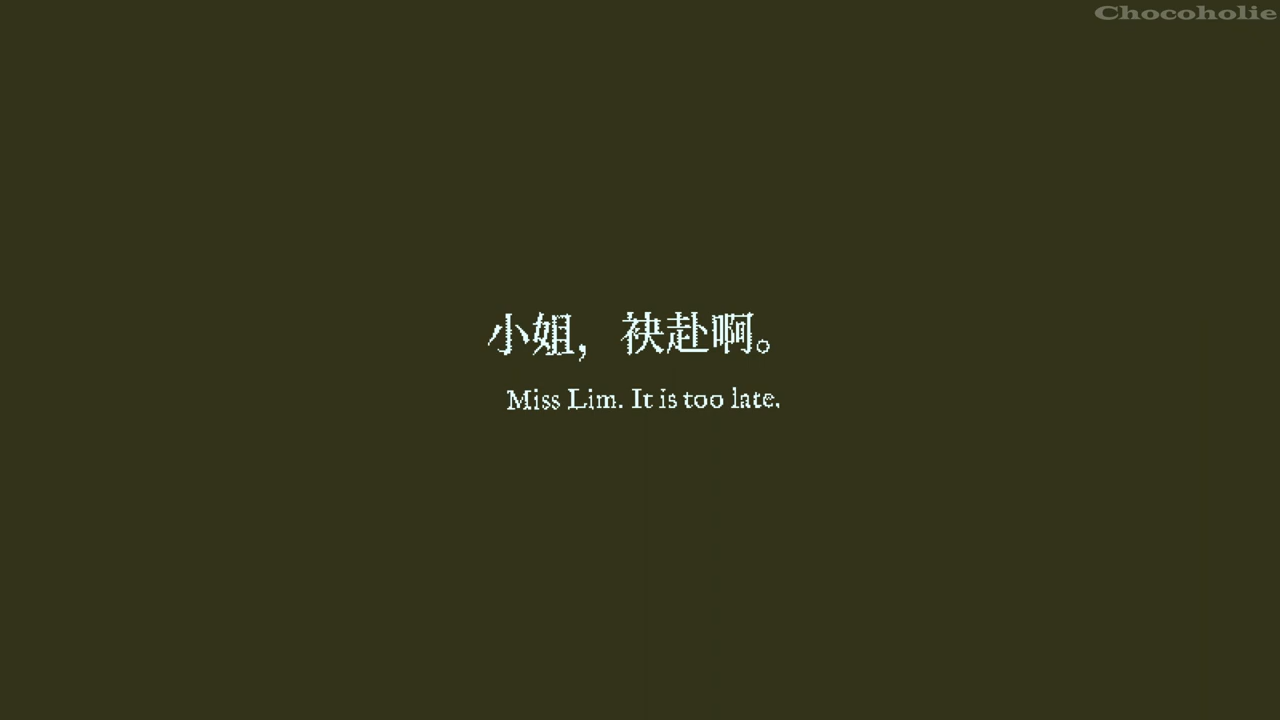 Chocoholie
小姐，袂赴啊。
Miss Lim. It is too late.